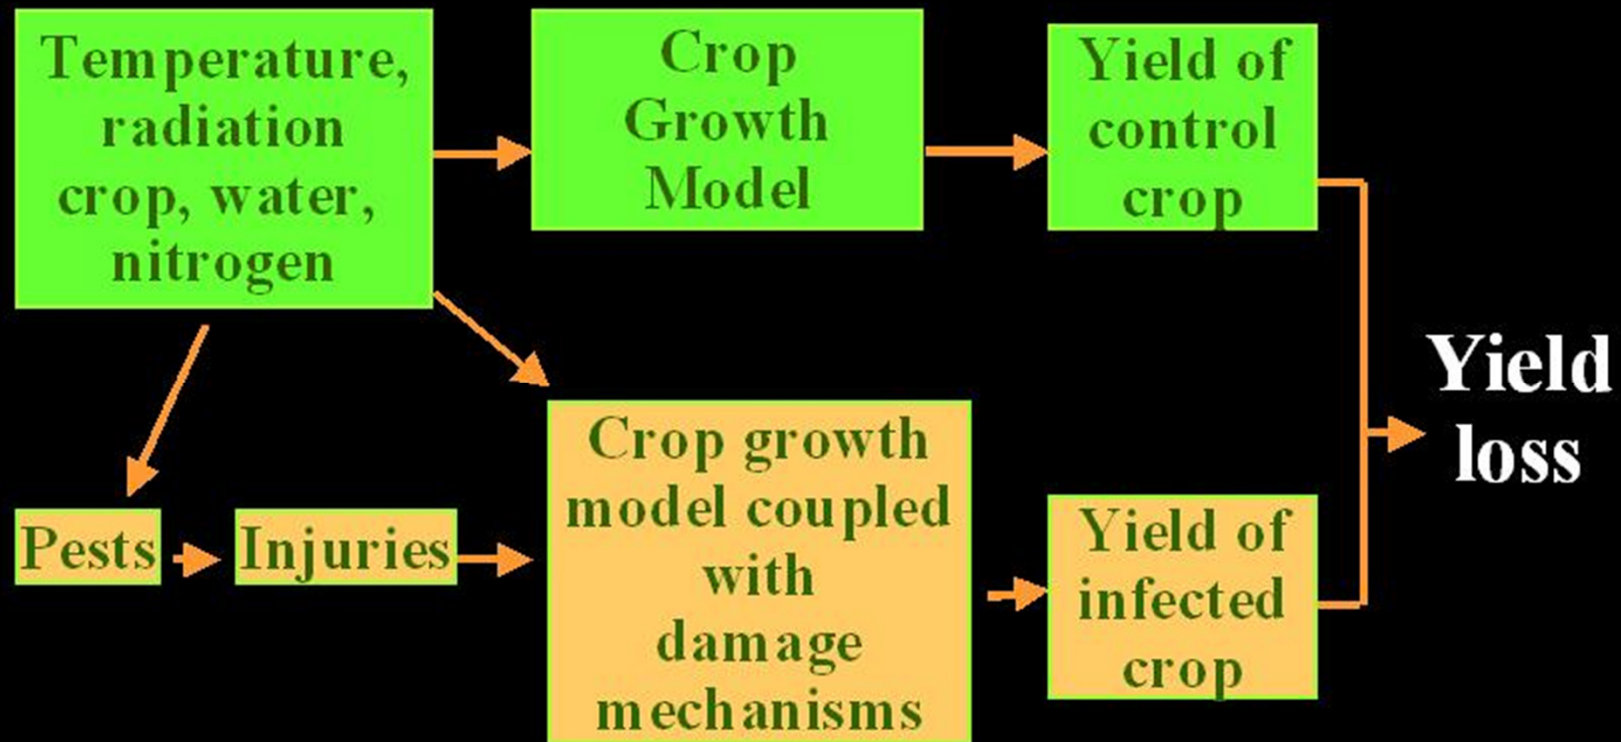 Temperature,
radiation
crop, water,
nitrogen
Crop
Growth
Model
Yield of
control
crop
Yield
loss
Pests
Injuries
Crop growth
model coupled
with
damage
mechanisms
Yield of
infected
crop